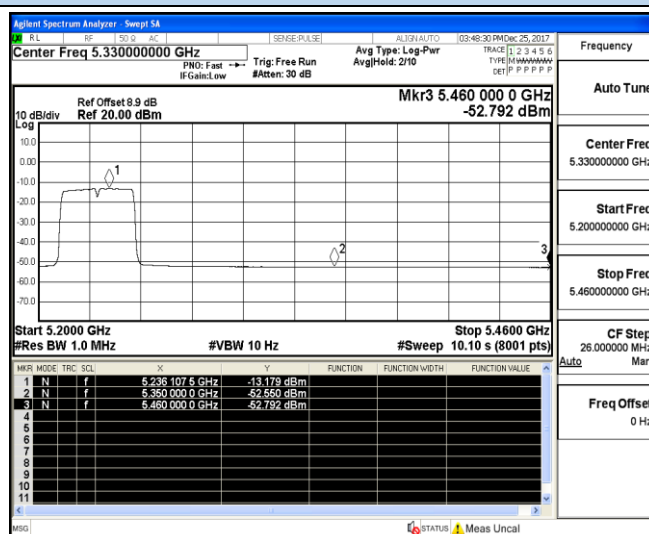 Agilent Spectrum Analyzer - Swept SA
RL RF 50 Ω AC SENSE:PULSE ALIGN AUTO 03:48:30 PM Dec 25, 2017
Center Freq 5.330000000 GHz
PNO: Fast
IFGain:Low
Trig: Free Run
#Atten: 30 dB
Avg Type: Log-Pwr
Avg|Hold: 2/10
TRACE 1 2 3 4 5 6
TYPE MWWWWW
DET P P P P P P
Ref Offset 8.9 dB
10 dB/div Ref 20.00 dBm
Log
Mkr3 5.460 000 0 GHz
-52.792 dBm
10.0
0.00
-10.0
-20.0
-30.0
-40.0
-50.0
-60.0
-70.0
1
2
3
Start 5.2000 GHz Stop 5.4600 GHz
#Res BW 1.0 MHz #VBW 10 Hz #Sweep 10.10 s (8001 pts)
MKR MODE TRC SCL X Y FUNCTION FUNCTION WIDTH FUNCTION VALUE
1 N f 5.236 107 5 GHz -13.179 dBm
2 N f 5.350 000 0 GHz -52.550 dBm
3 N f 5.460 000 0 GHz -52.792 dBm
4
5
6
7
8
9
10
11
MSG STATUS Meas Uncal
Frequency
Auto Tune
Center Freq
5.330000000 GHz
Start Freq
5.200000000 GHz
Stop Freq
5.460000000 GHz
CF Step
26.000000 MHz
Auto Man
Freq Offset
0 Hz